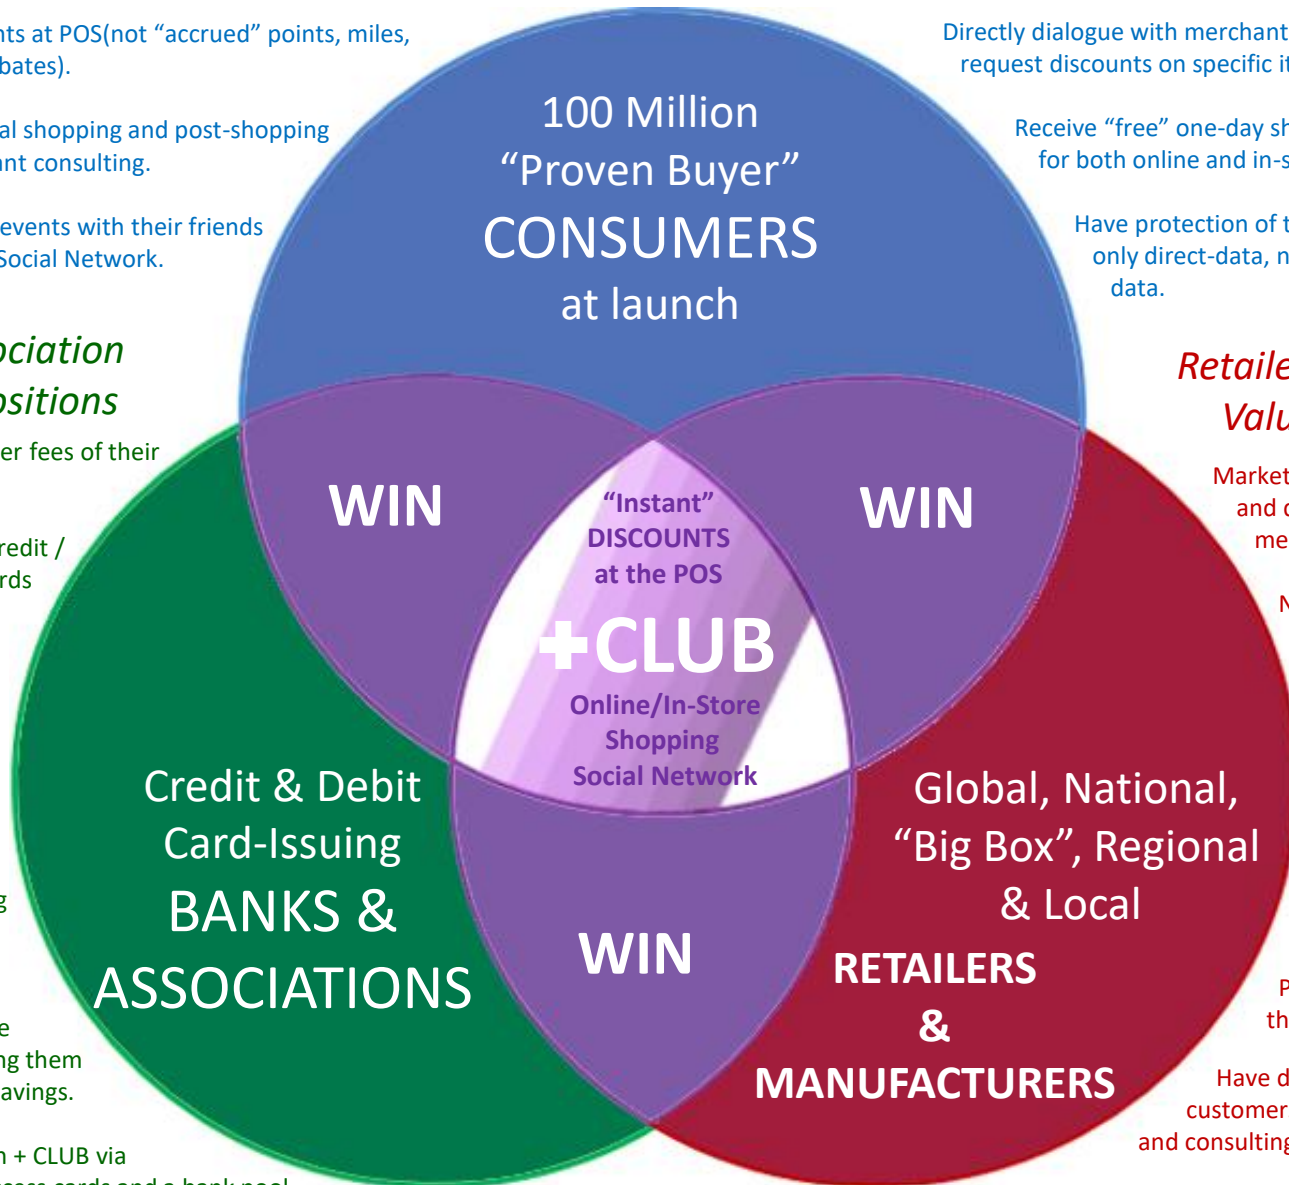 nts at POS(not “accrued” points, miles,
bates).
al shopping and post-shopping
ant consulting.
events with their friends
Social Network.
Directly dialogue with merchant
request discounts on specific it
Receive “free” one-day sh
for both online and in-s
Have protection of t
only direct-data, n
data.
100 Million
“Proven Buyer”
CONSUMERS
at launch
ociation
ositions
er fees of their
redit /
rds
g
e
ng them
avings.
n + CLUB via
Retaile
Valu
Market
and c
me
N
P
th
Have d
customer
and consulting
WIN
WIN
“Instant”
DISCOUNTS
at the POS
+CLUB
Online/In-Store
Shopping
Social Network
Credit & Debit
Card-Issuing
BANKS &
ASSOCIATIONS
WIN
Global, National,
“Big Box”, Regional
& Local
RETAILERS
&
MANUFACTURERS